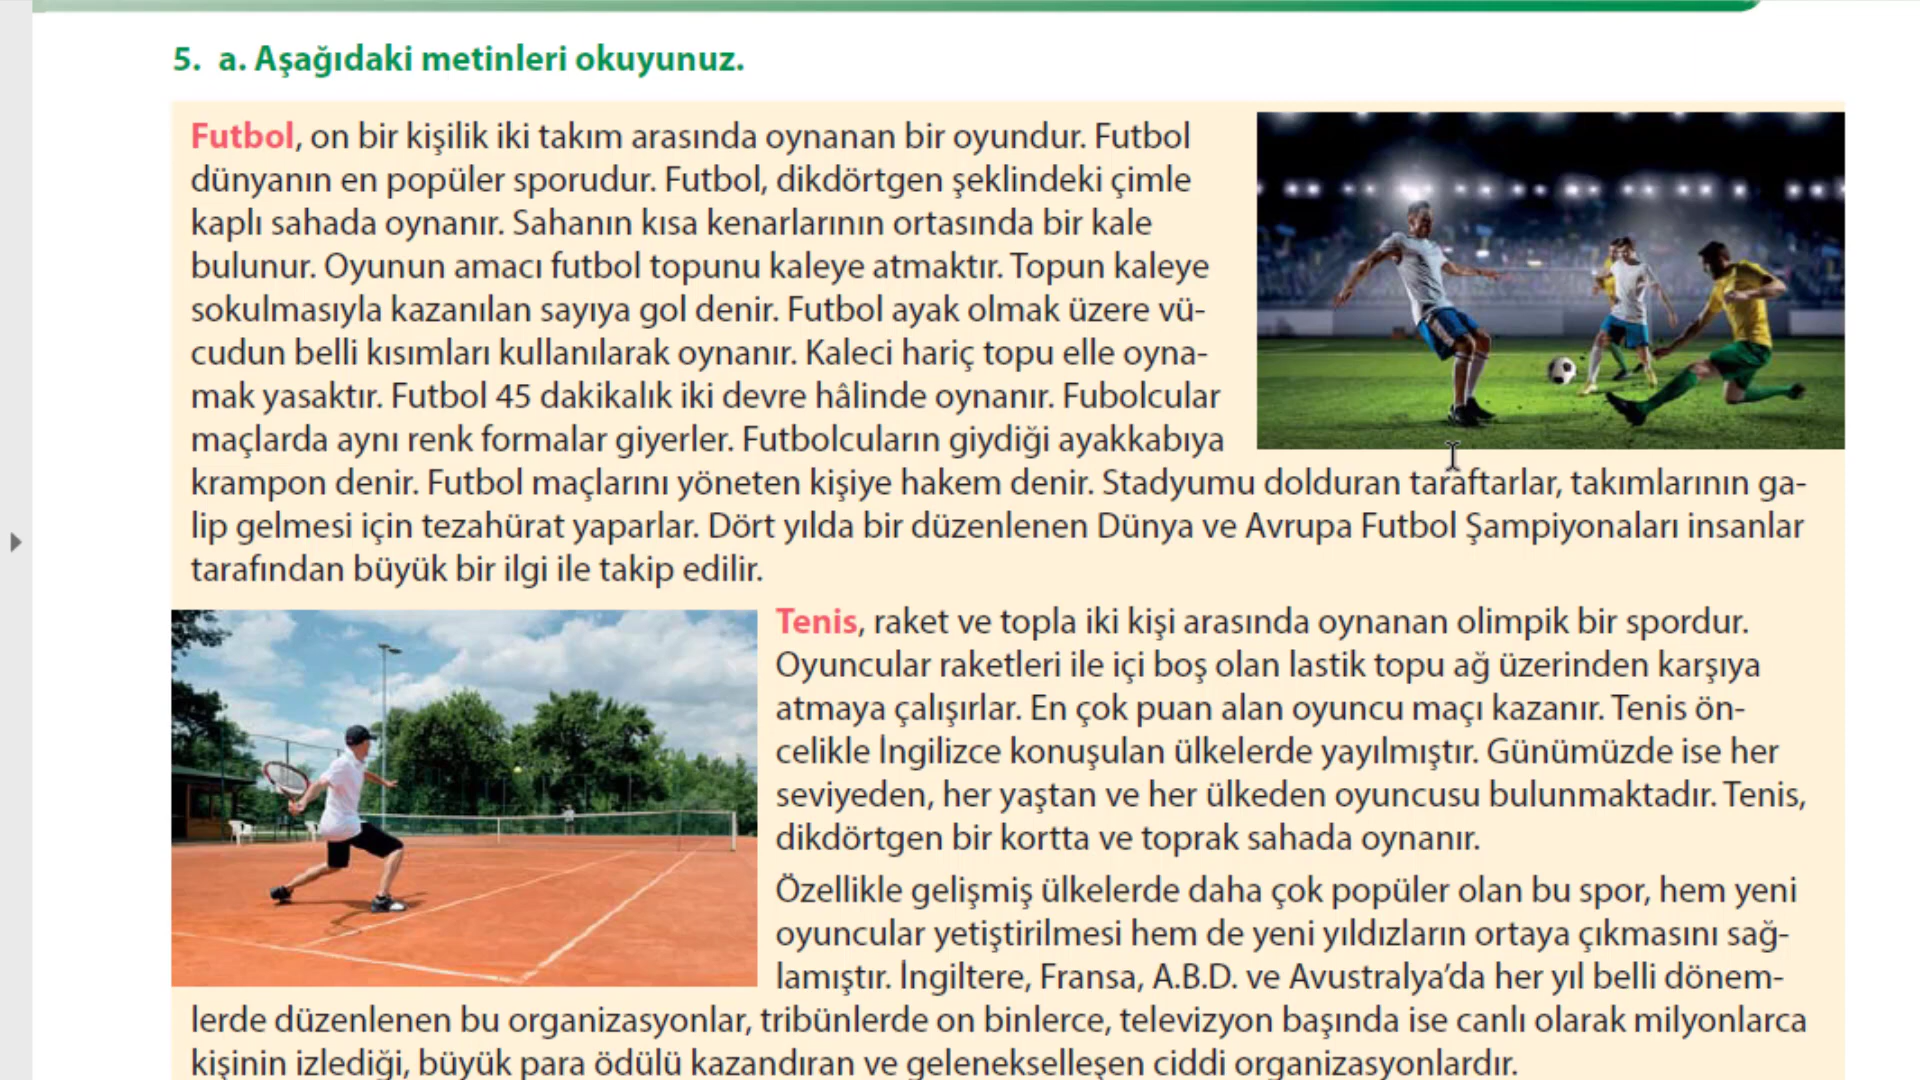 5. a. Aşağıdaki metinleri okuyunuz.
Futbol, on bir kişilik iki takım arasında oynanan bir oyundur. Futbol
dünyanın en popüler sporudur. Futbol, dikdörtgen şeklindeki çimle
kaplı sahada oynanır. Sahanın kısa kenarlarının ortasında bir kale
bulunur. Oyunun amacı futbol topunu kaleye atmaktır. Topun kaleye
sokulmasıyla kazanılan sayıya gol denir. Futbol ayak olmak üzere vü-
cudun belli kısımları kullanılarak oynanır. Kaleci hariç topu elle oyna-
mak yasaktır. Futbol 45 dakikalık iki devre hâlinde oynanır. Fubolcular
maçlarda aynı renk formalar giyerler. Futbolcuların giydiği ayakkabıya
krampon denir. Futbol maçlarını yöneten kişiye hakem denir. Stadyumu dolduran taraftarlar, takımlarının ga-
lip gelmesi için tezahürat yaparlar. Dört yılda bir düzenlenen Dünya ve Avrupa Futbol Şampiyonaları insanlar
tarafından büyük bir ilgi ile takip edilir.
Tenis, raket ve topla iki kişi arasında oynanan olimpik bir spordur.
Oyuncular raketleri ile içi boş olan lastik topu ağ üzerinden karşıya
atmaya çalışırlar. En çok puan alan oyuncu maçı kazanır. Tenis ön-
celikle İngilizce konuşulan ülkelerde yayılmıştır. Günümüzde ise her
seviyeden, her yaştan ve her ülkeden oyuncusu bulunmaktadır. Tenis,
dikdörtgen bir kortta ve toprak sahada oynanır.
Özellikle gelişmiş ülkelerde daha çok popüler olan bu spor, hem yeni
oyuncular yetiştirilmesi hem de yeni yıldızların ortaya çıkmasını sağ-
lamıştır. İngiltere, Fransa, A.B.D. ve Avustralya’da her yıl belli dönem-
lerde düzenlenen bu organizasyonlar, tribünlerde on binlerce, televizyon başında ise canlı olarak milyonlarca
kişinin izlediği, büyük para ödülü kazandıran ve gelenekselleşen ciddi organizasyonlardır.